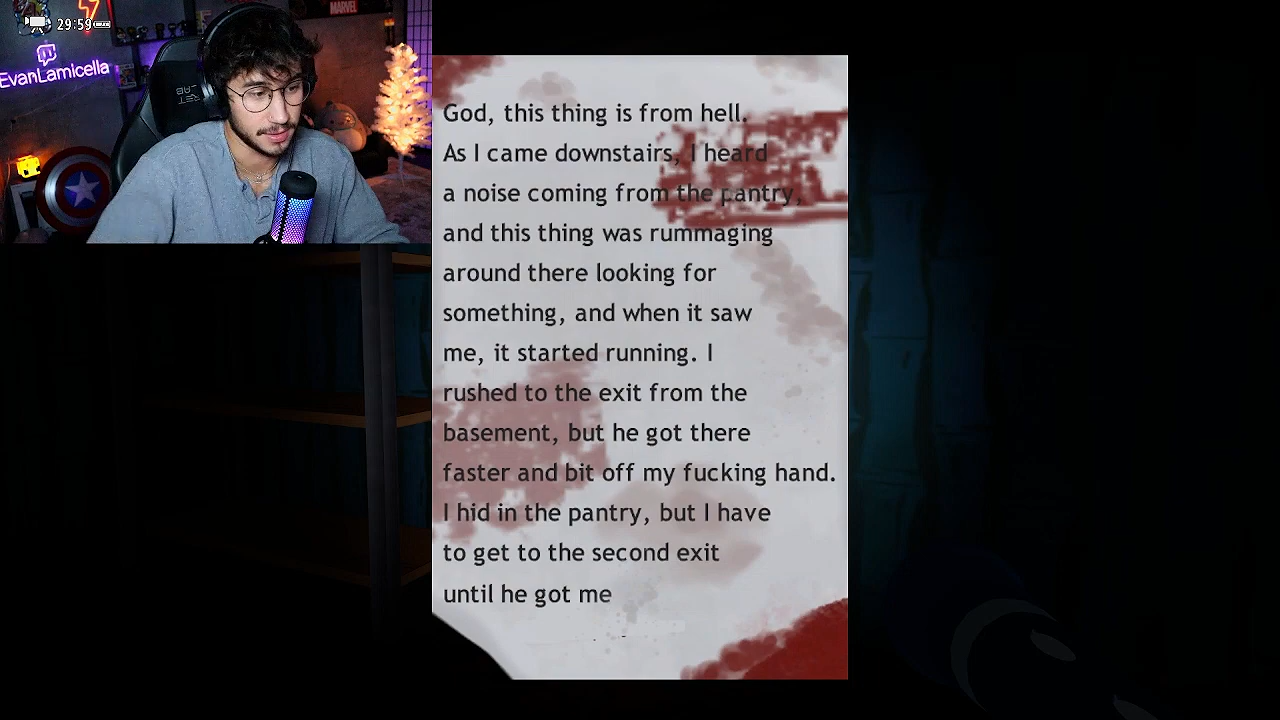 MARVEL
29:59
EvanLamicella
God, this thing is from hell.
As I came downstairs, I heard
a noise coming from the pantry,
and this thing was rummaging
around there looking for
something, and when it saw
me, it started running. I
rushed to the exit from the
basement, but he got there
faster and bit off my fucking hand.
I hid in the pantry, but I have
to get to the second exit
until he got me